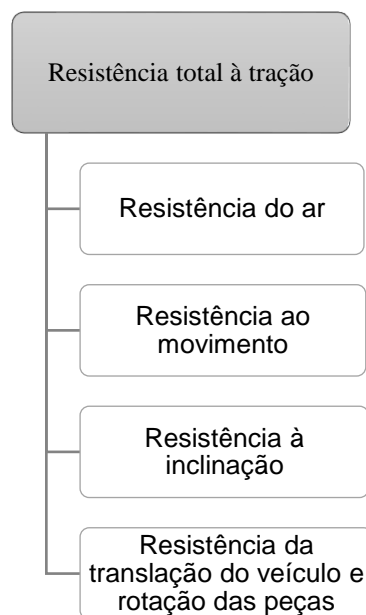 Resistência total à tração
Resistência do ar
Resistência ao
movimento
Resistência à
inclinação
Resistência da
translação do veículo e
rotação das peças